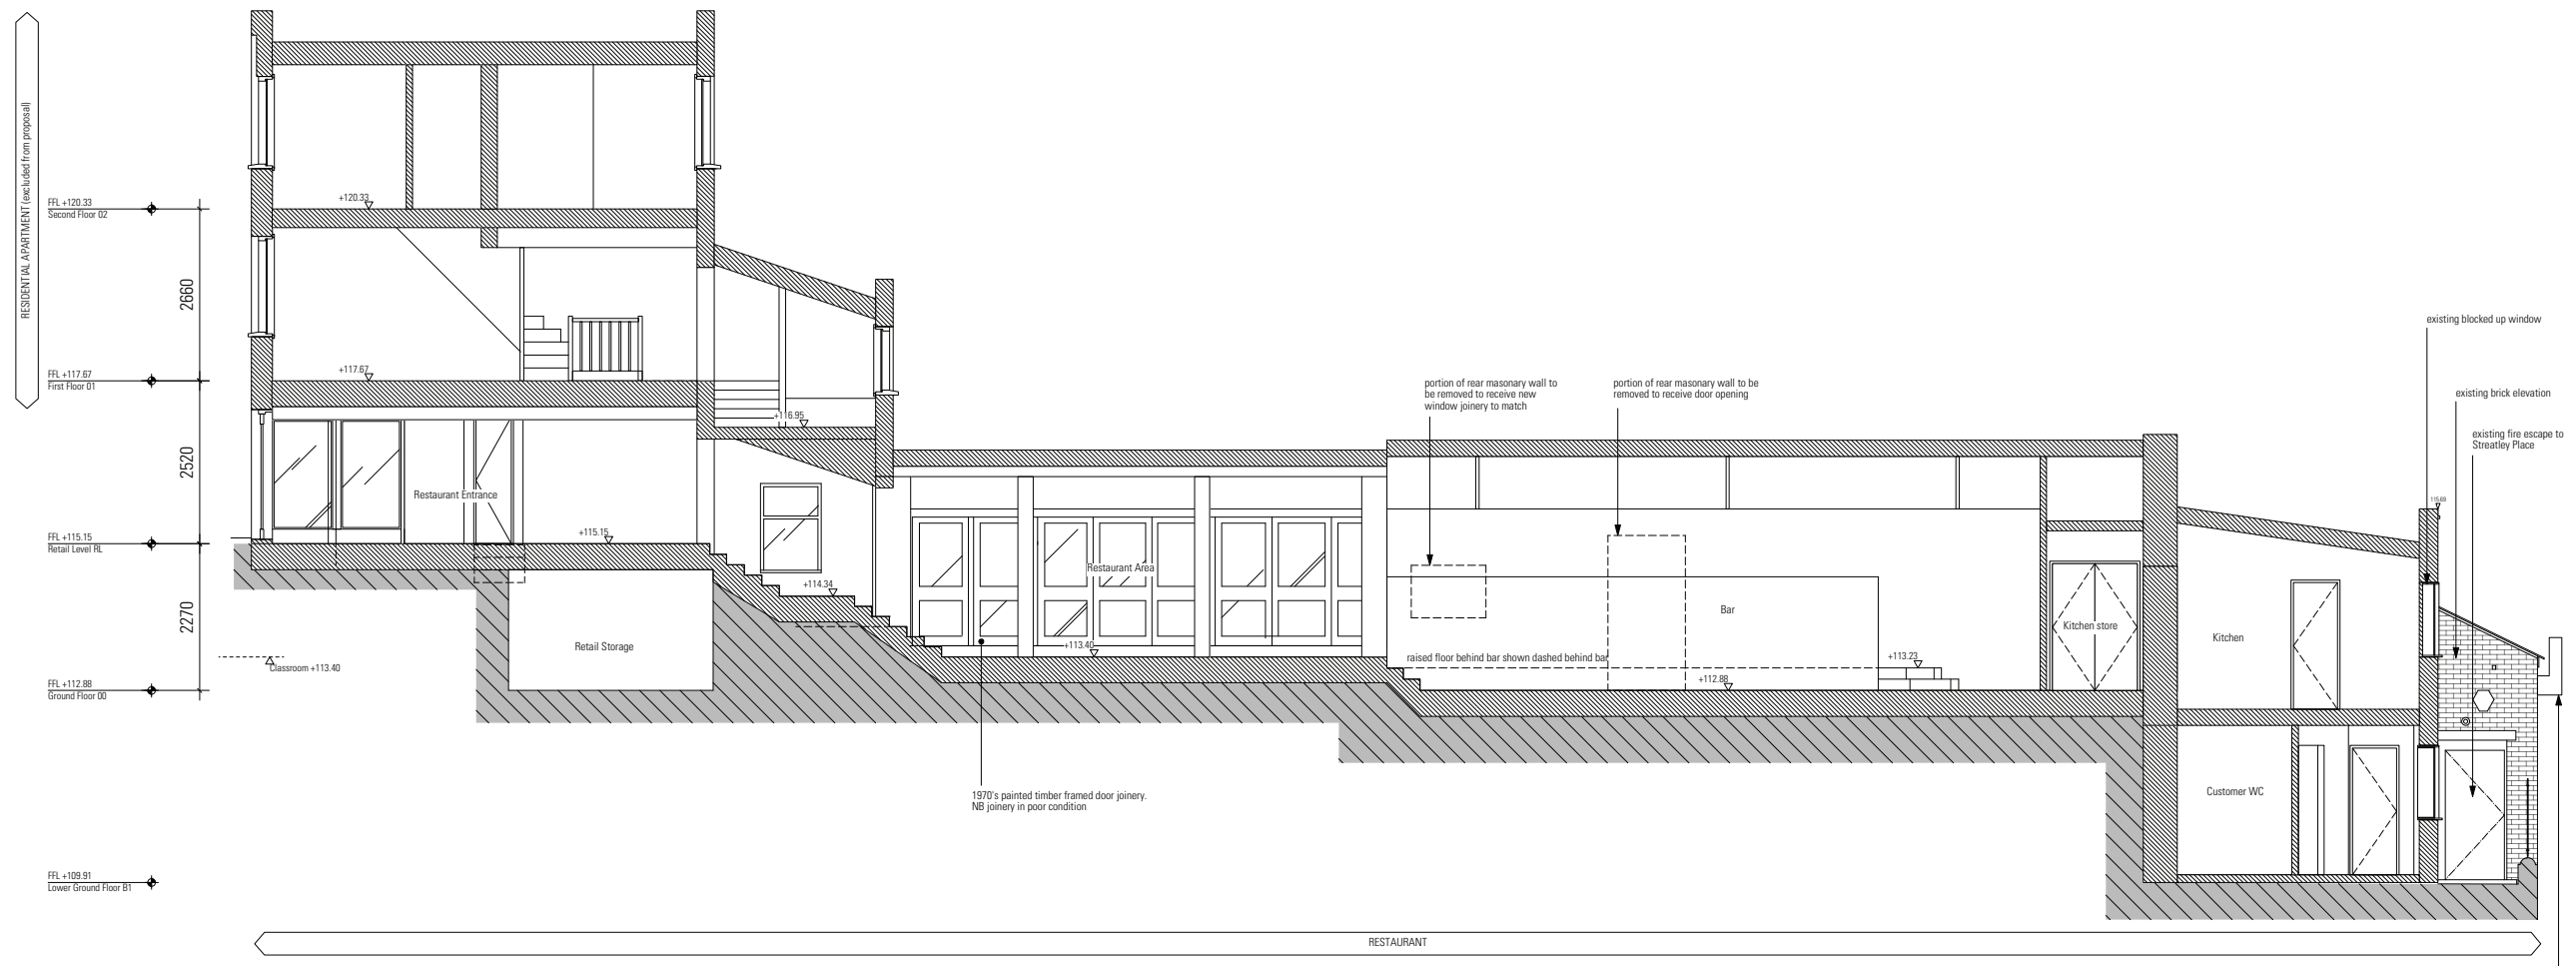 RESIDENTIAL APARTMENT (excluded from proposal)
FFL +120.33
Second Floor 02
2660
FFL +117.67
First Floor 01
2520
FFL +115.15
Retail Level RL
2270
Classroom +113.40
FFL +112.88
Ground Floor 00
FFL +109.91
Lower Ground Floor B1
+120.33
+117.67
+116.95
Restaurant Entrance
+115.15
+114.34
Retail Storage
Restaurant Area
+113.40
1970's painted timber framed door joinery.
NB joinery in poor condition
portion of rear masonary wall to
be removed to receive new
window joinery to match
portion of rear masonary wall to be
removed to receive door opening
Bar
raised floor behind bar shown dashed behind bar
+113.23
+112.88
Kitchen store
Kitchen
Customer WC
existing blocked up window
existing brick elevation
existing fire escape to
Streatley Place
115.69
RESTAURANT